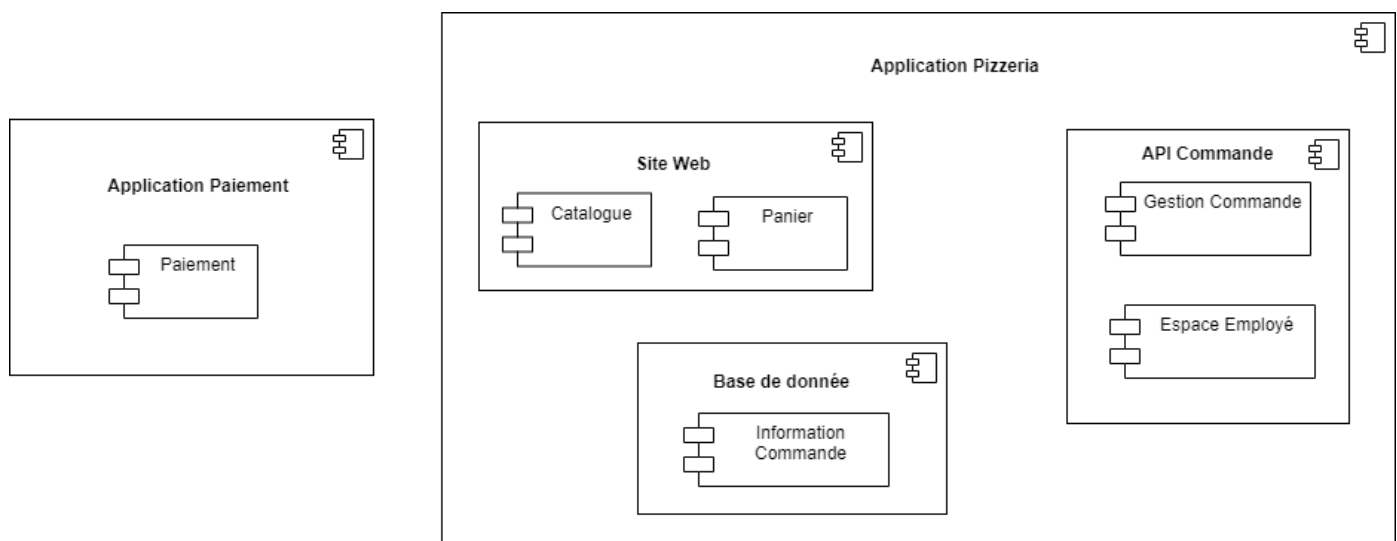 Application Pizzeria
Application Paiement
Paiement
Site Web
Catalogue
Panier
API Commande
Gestion Commande
Espace Employé
Base de donnée
Information
Commande